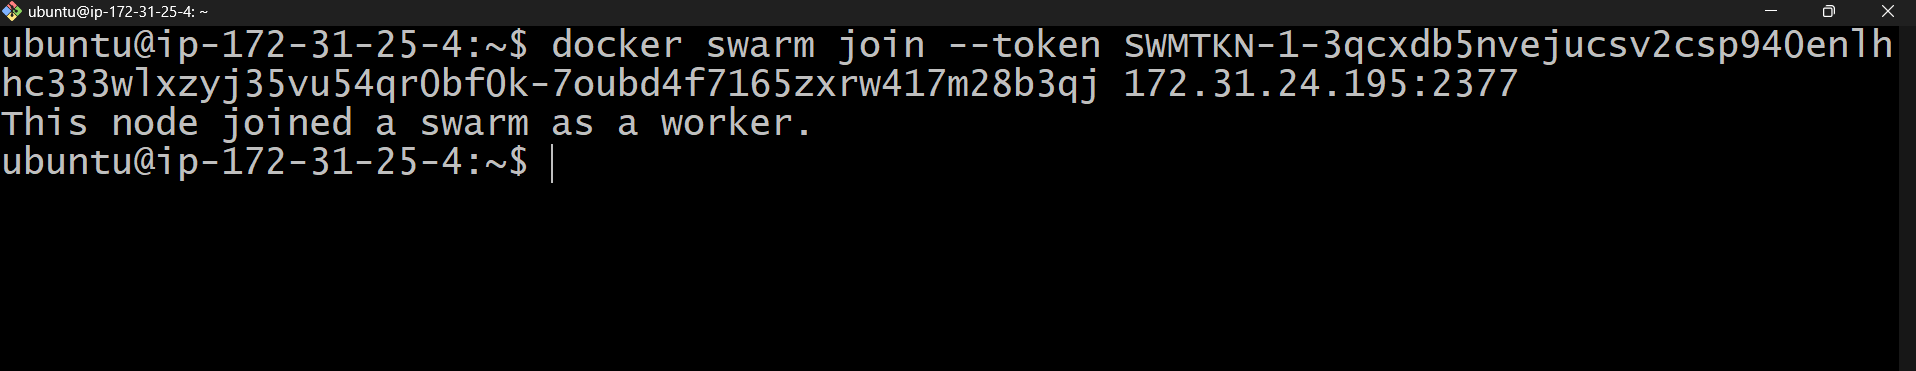 ubuntu@ip-172-31-25-4: ~
ubuntu@ip-172-31-25-4:~$ docker swarm join --token SWMTKN-1-3qcxdb5nvejucsv2csp940enlh
hc333wlxzyj35vu54qr0bf0k-7oubd4f7165zxrw417m28b3qj 172.31.24.195:2377
This node joined a swarm as a worker.
ubuntu@ip-172-31-25-4:~$